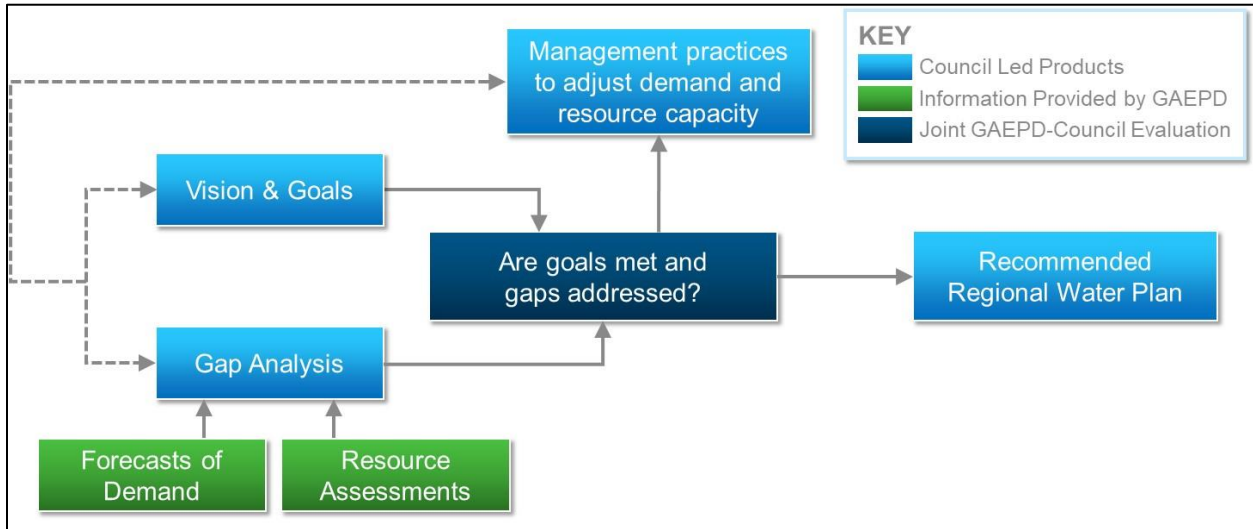 Management practices
to adjust demand and
resource capacity
KEY
Council Led Products
Information Provided by GAEPD
Joint GAEPD-Council Evaluation
Vision & Goals
Are goals met and
gaps addressed?
Recommended
Regional Water Plan
Gap Analysis
Forecasts of
Demand
Resource
Assessments